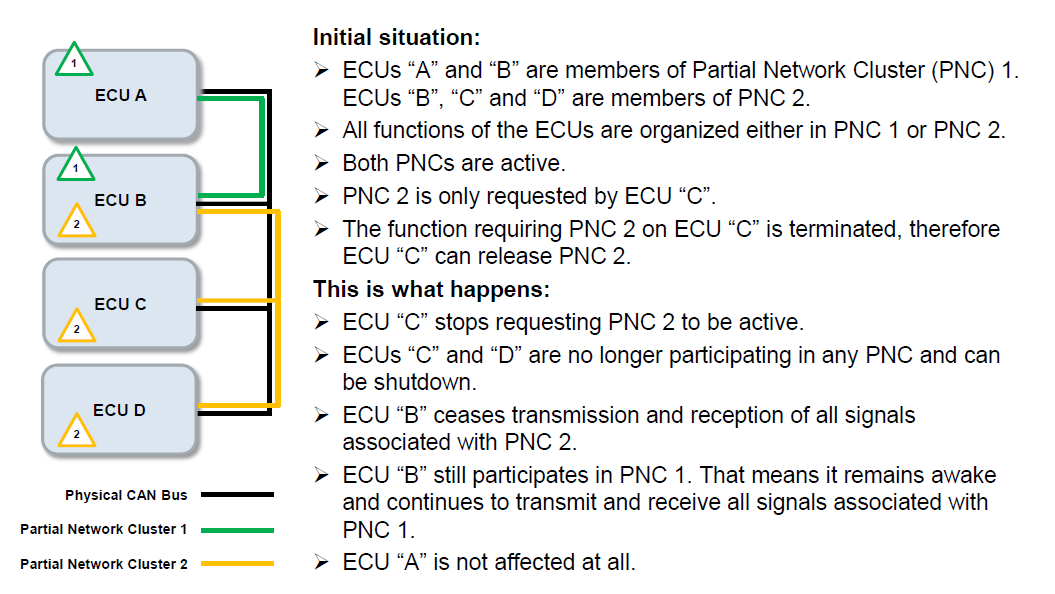 1
ECU A
1
ECU B
2
ECU C
2
ECU D
2
Physical CAN Bus
Partial Network Cluster 1
Partial Network Cluster 2
Initial situation:
➢ ECUs “A” and “B” are members of Partial Network Cluster (PNC) 1.
ECUs “B”, “C” and “D” are members of PNC 2.
➢ All functions of the ECUs are organized either in PNC 1 or PNC 2.
➢ Both PNCs are active.
➢ PNC 2 is only requested by ECU “C”.
➢ The function requiring PNC 2 on ECU “C” is terminated, therefore
ECU “C” can release PNC 2.
This is what happens:
➢ ECU “C” stops requesting PNC 2 to be active.
➢ ECUs “C” and “D” are no longer participating in any PNC and can
be shutdown.
➢ ECU “B” ceases transmission and reception of all signals
associated with PNC 2.
➢ ECU “B” still participates in PNC 1. That means it remains awake
and continues to transmit and receive all signals associated with
PNC 1.
➢ ECU “A” is not affected at all.